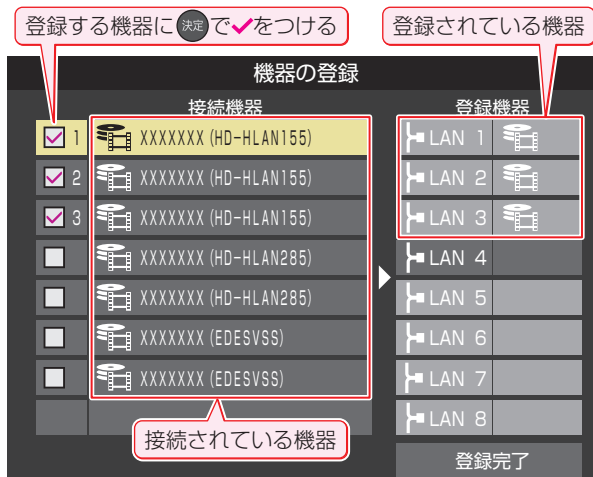 登録する機器に決定で✓をつける
登録されている機器
機器の登録
接続機器
登録機器
1 XXXXXXX (HD-HLAN155)
LAN 1
2 XXXXXXX (HD-HLAN155)
LAN 2
3 XXXXXXX (HD-HLAN155)
LAN 3
XXXXXXX (HD-HLAN285)
LAN 4
XXXXXXX (HD-HLAN285)
LAN 5
XXXXXXX (EDESVSS)
LAN 6
XXXXXXX (EDESVSS)
LAN 7
接続されている機器
LAN 8
登録完了